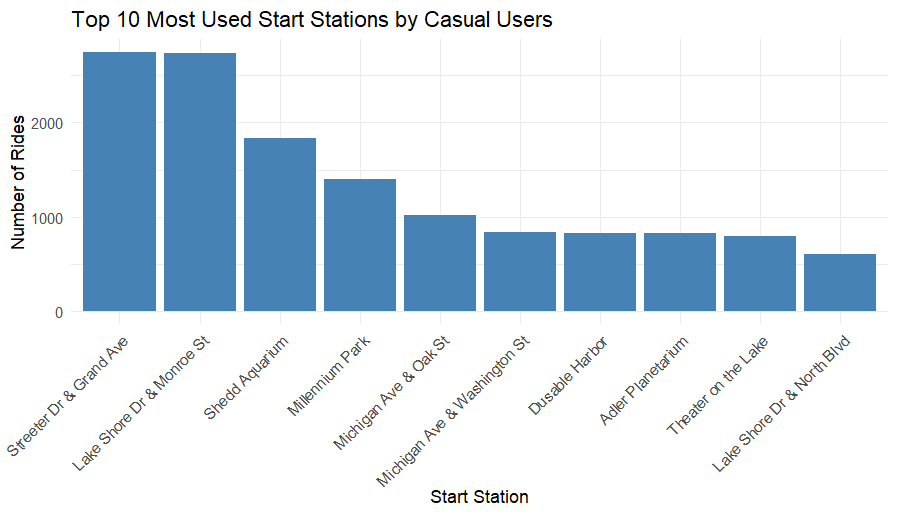 Top 10 Most Used Start Stations by Casual Users
Number of Rides
2000
1000
0
Streeter Dr & Grand Ave
Lake Shore Dr & Monroe St
Shedd Aquarium
Millennium Park
Michigan Ave & Oak St
Michigan Ave & Washington St
Dusable Harbor
Adler Planetarium
Theater on the Lake
Lake Shore Dr & North Blvd
Start Station